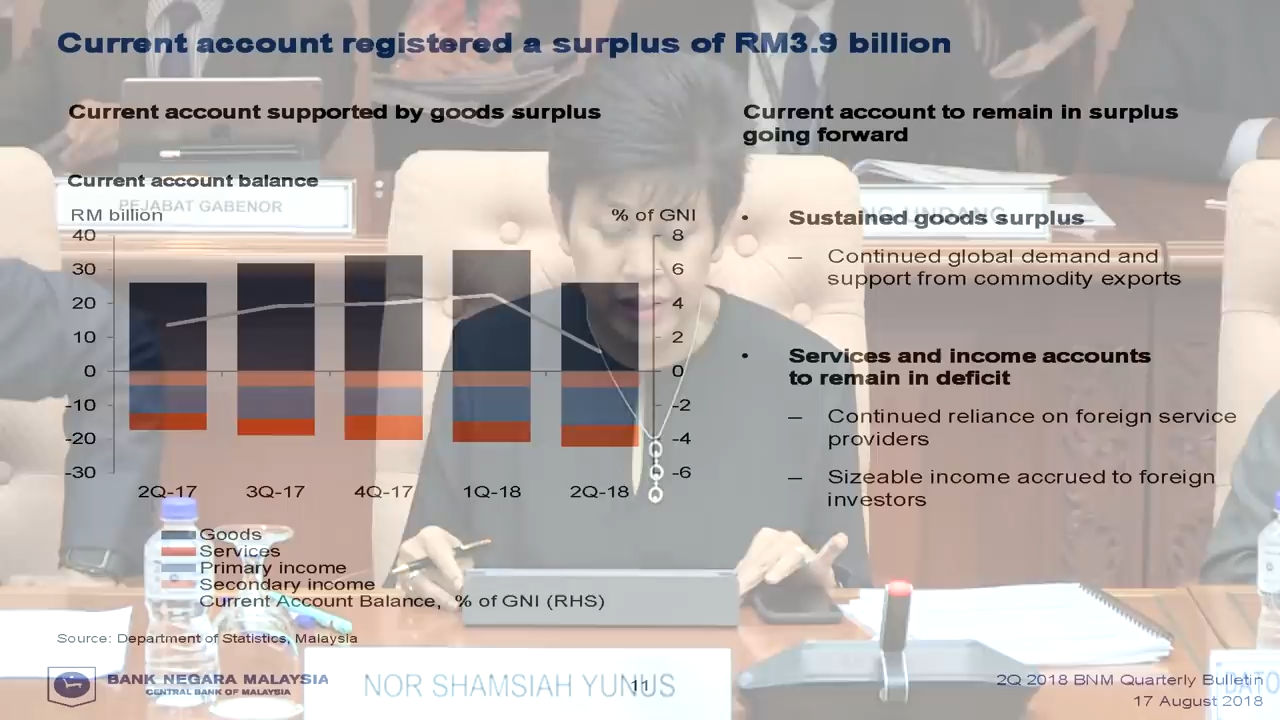 Current account registered a surplus of RM3.9 billion
Current account supported by goods surplus
Current account to remain in surplus
going forward
Current account balance
PEJABAT GABENOR
RM billion
% of GNI
40
30
20
10
0
-10
-20
-30
8
6
4
2
0
-2
-4
-6
2Q-17
3Q-17
4Q-17
1Q-18
2Q-18
Goods
Services
Primary income
Secondary income
Current Account Balance, % of GNI (RHS)
• Sustained goods surplus
– Continued global demand and
support from commodity exports
• Services and income accounts
to remain in deficit
– Continued reliance on foreign service
providers
– Sizeable income accrued to foreign
investors
Source: Department of Statistics, Malaysia
BANK NEGARA MALAYSIA
CENTRAL BANK OF MALAYSIA
NOR SHAMSIAH YUNUS
11
2Q 2018 BNM Quarterly Bulletin
17 August 2018
DATO